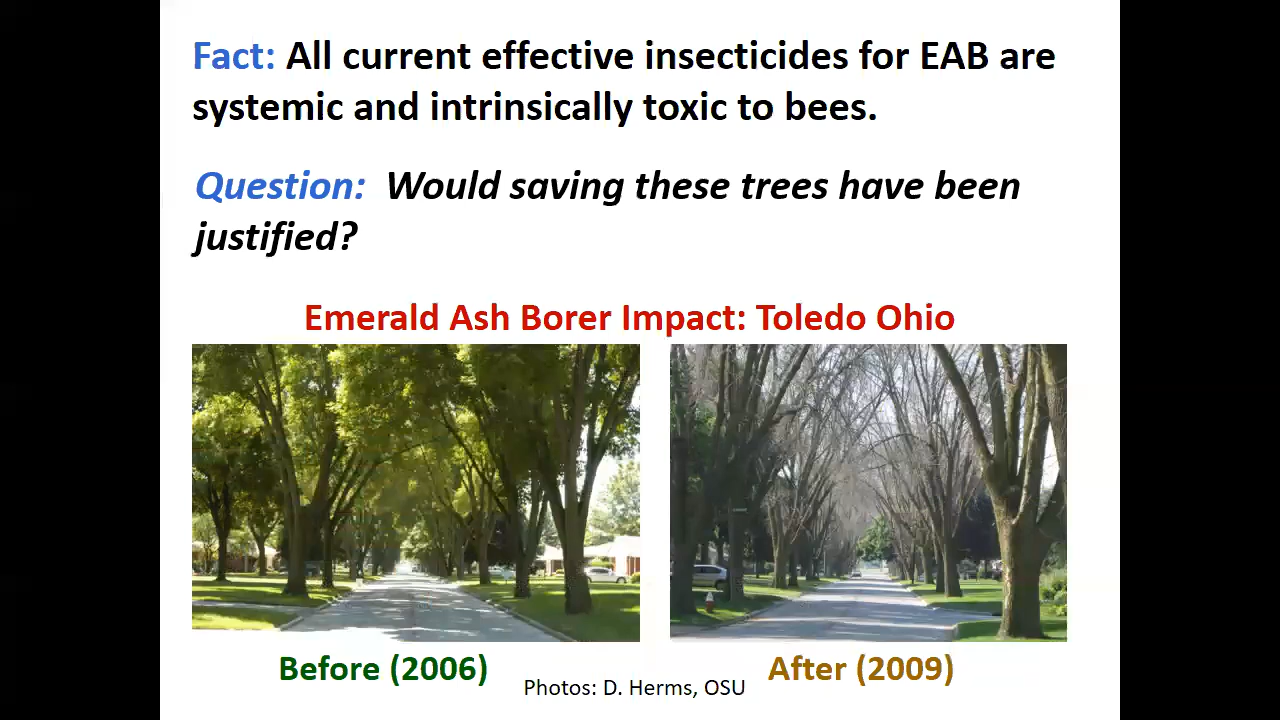 Fact: All current effective insecticides for EAB are
systemic and intrinsically toxic to bees.
Question: Would saving these trees have been
justified?
Emerald Ash Borer Impact: Toledo Ohio
Before (2006)
After (2009)
Photos: D. Herms, OSU